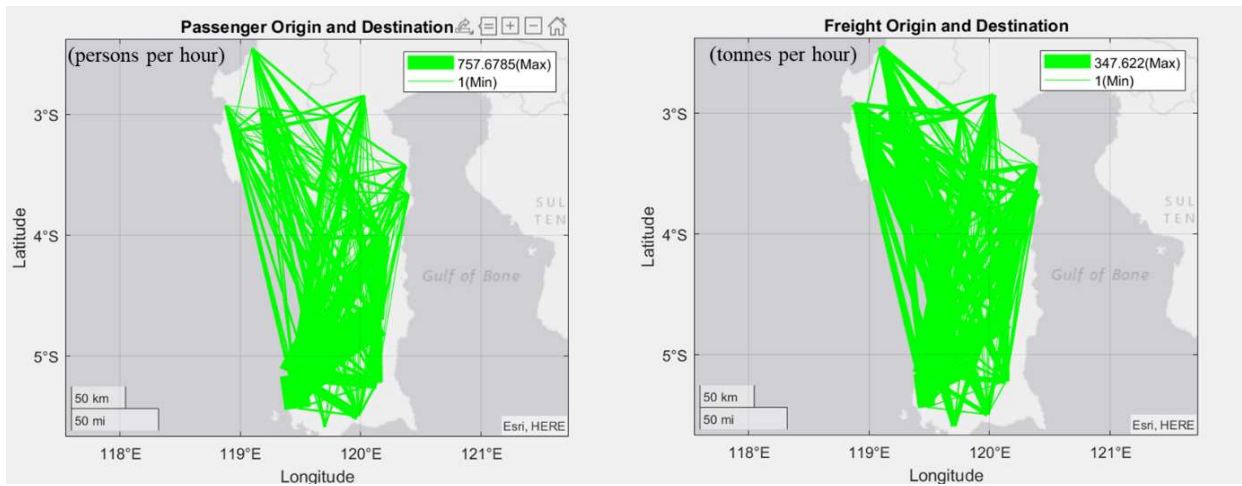 Passenger Origin and Destination
(persons per hour)
757.6785(Max)
1(Min)
3°S
4°S
5°S
Latitude
SUL
TEN
Gulf of Bone
50 km
50 mi
Esri, HERE
118°E
119°E
120°E
121°E
Longitude
Freight Origin and Destination
(tonnes per hour)
347.622(Max)
1(Min)
3°S
4°S
5°S
Latitude
SUL
TEN
Gulf of Bone
50 km
50 mi
Esri, HERE
118°E
119°E
120°E
121°E
Longitude